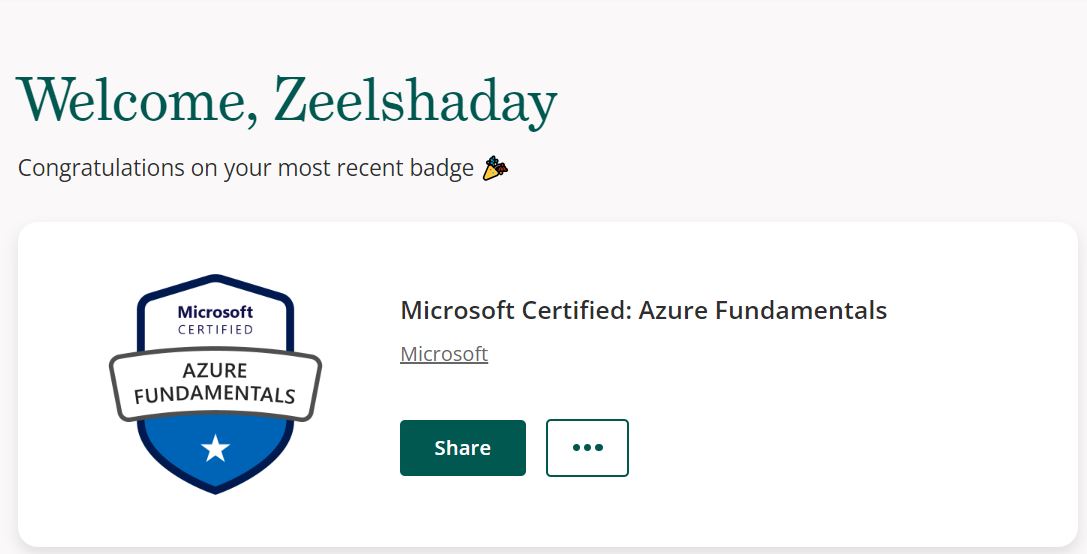 Welcome, Zeelshaday
Congratulations on your most recent badge 🎉
Microsoft
CERTIFIED
AZURE
FUNDAMENTALS
Microsoft Certified: Azure Fundamentals
Microsoft
Share
•••